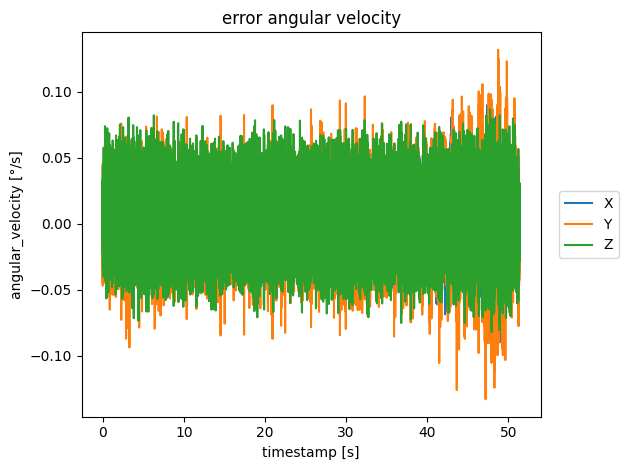 error angular velocity
angular_velocity [°/s]
0.10
0.05
0.00
−0.05
−0.10
0 10 20 30 40 50
timestamp [s]
X
Y
Z